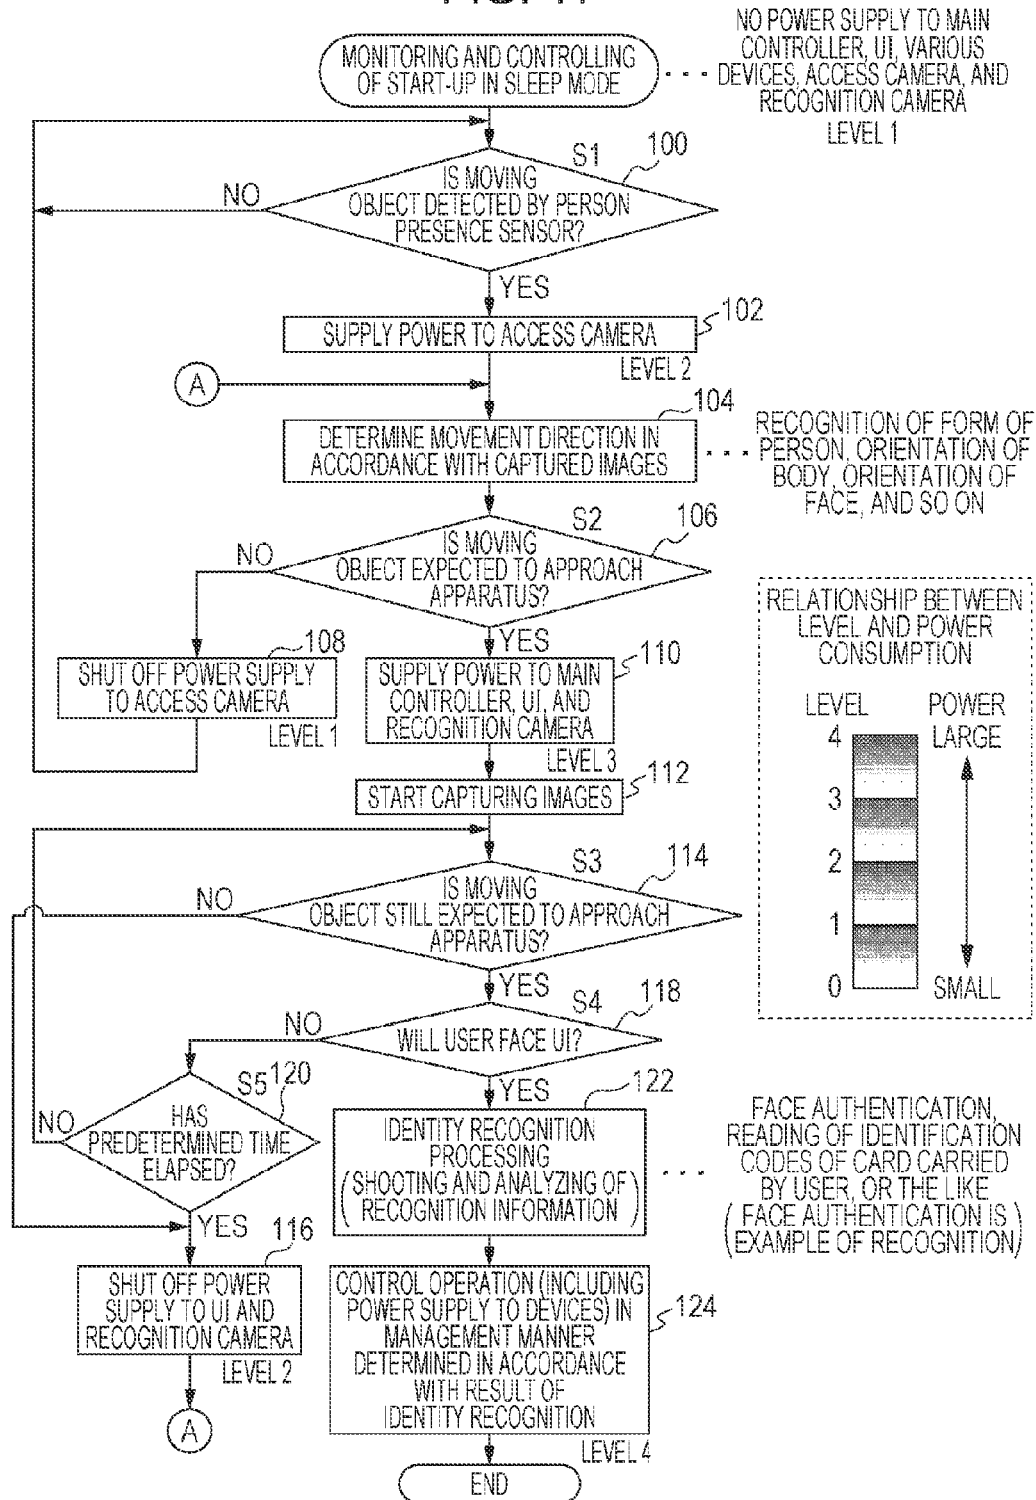 MONITORING AND CONTROLLING
OF START-UP IN SLEEP MODE
NO POWER SUPPLY TO MAIN
CONTROLLER, UI, VARIOUS
DEVICES, ACCESS CAMERA, AND
RECOGNITION CAMERA
LEVEL 1
S1
100
IS MOVING
OBJECT DETECTED BY PERSON
PRESENCE SENSOR?
NO
YES
102
SUPPLY POWER TO ACCESS CAMERA
LEVEL 2
A
104
DETERMINE MOVEMENT DIRECTION IN
ACCORDANCE WITH CAPTURED IMAGES
RECOGNITION OF FORM OF
PERSON, ORIENTATION OF
BODY, ORIENTATION OF
FACE, AND SO ON
S2
106
IS MOVING
OBJECT EXPECTED TO APPROACH
APPARATUS?
NO
YES
108
SHUT OFF POWER SUPPLY
TO ACCESS CAMERA
LEVEL 1
110
SUPPLY POWER TO MAIN
CONTROLLER, UI, AND
RECOGNITION CAMERA
LEVEL 3
112
START CAPTURING IMAGES
RELATIONSHIP BETWEEN
LEVEL AND POWER
CONSUMPTION
LEVEL POWER
4 LARGE
3
2
1
0 SMALL
S3
114
IS MOVING
OBJECT STILL EXPECTED TO APPROACH
APPARATUS?
NO
YES
S4
118
WILL USER FACE UI?
NO
YES
S5
120
HAS
PREDETERMINED TIME
ELAPSED?
NO
YES
122
IDENTITY RECOGNITION
PROCESSING
(SHOOTING AND ANALYZING OF
RECOGNITION INFORMATION)
FACE AUTHENTICATION,
READING OF IDENTIFICATION
CODES OF CARD CARRIED
BY USER, OR THE LIKE
(FACE AUTHENTICATION IS
EXAMPLE OF RECOGNITION)
116
SHUT OFF POWER
SUPPLY TO UI AND
RECOGNITION CAMERA
LEVEL 2
A
124
CONTROL OPERATION (INCLUDING
POWER SUPPLY TO DEVICES) IN
MANAGEMENT MANNER
DETERMINED IN ACCORDANCE
WITH RESULT OF
IDENTITY RECOGNITION
LEVEL 4
END